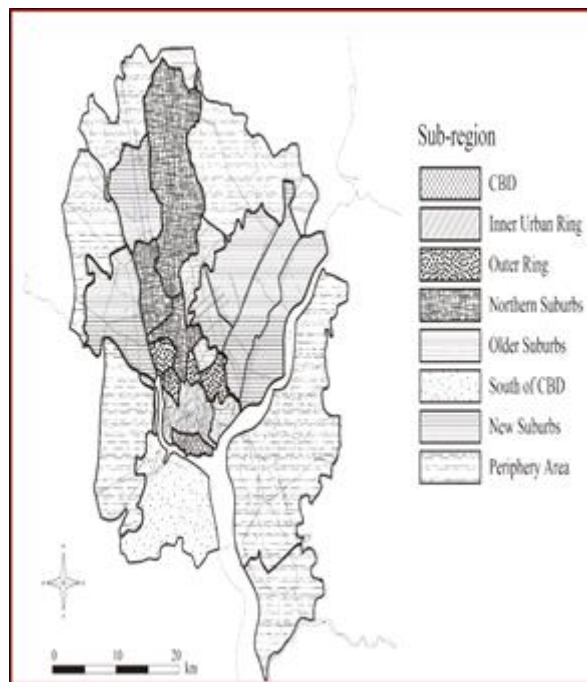 Sub-region
CBD
Inner Urban Ring
Outer Ring
Northern Suburbs
Older Suburbs
South of CBD
New Suburbs
Periphery Area
0 10 20
km